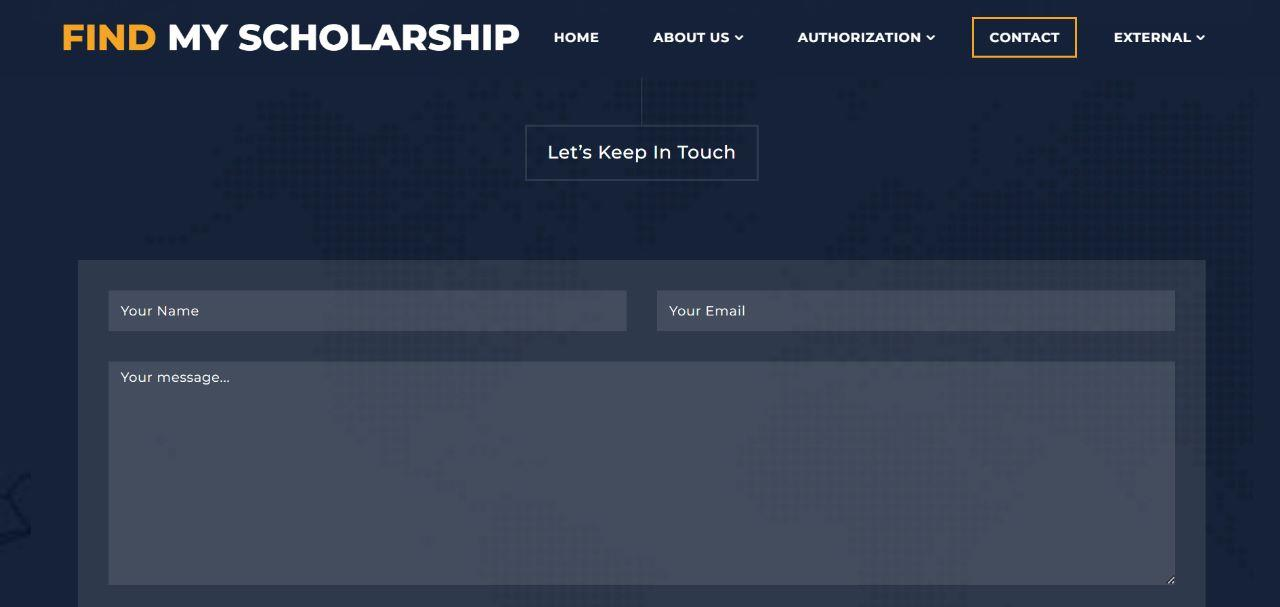 FIND MY SCHOLARSHIP HOME ABOUT US AUTHORIZATION CONTACT EXTERNAL
Let’s Keep In Touch
Your Name Your Email
Your message...